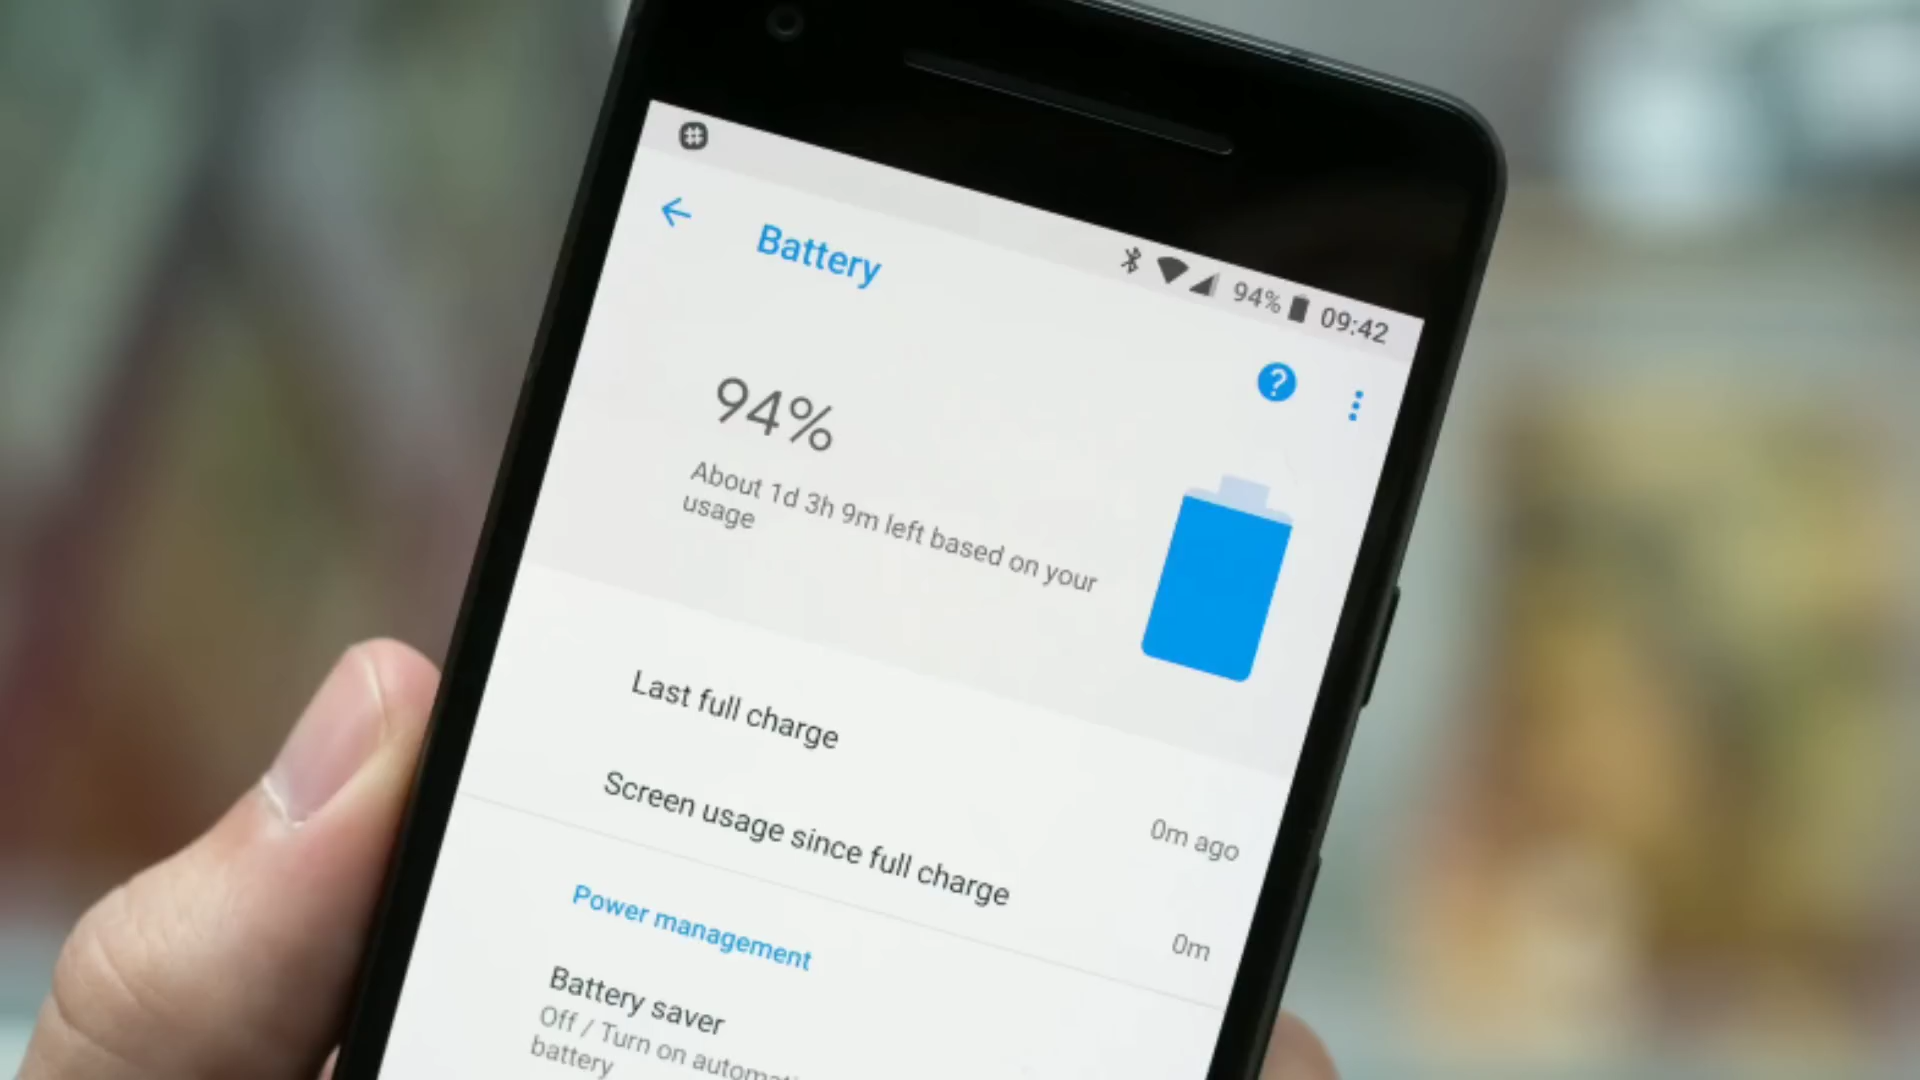 94% 09:42
Battery
94%
About 1d 3h 9m left based on your
usage
Last full charge
0m ago
Screen usage since full charge
0m
Power management
Battery saver
Off / Turn on
battery